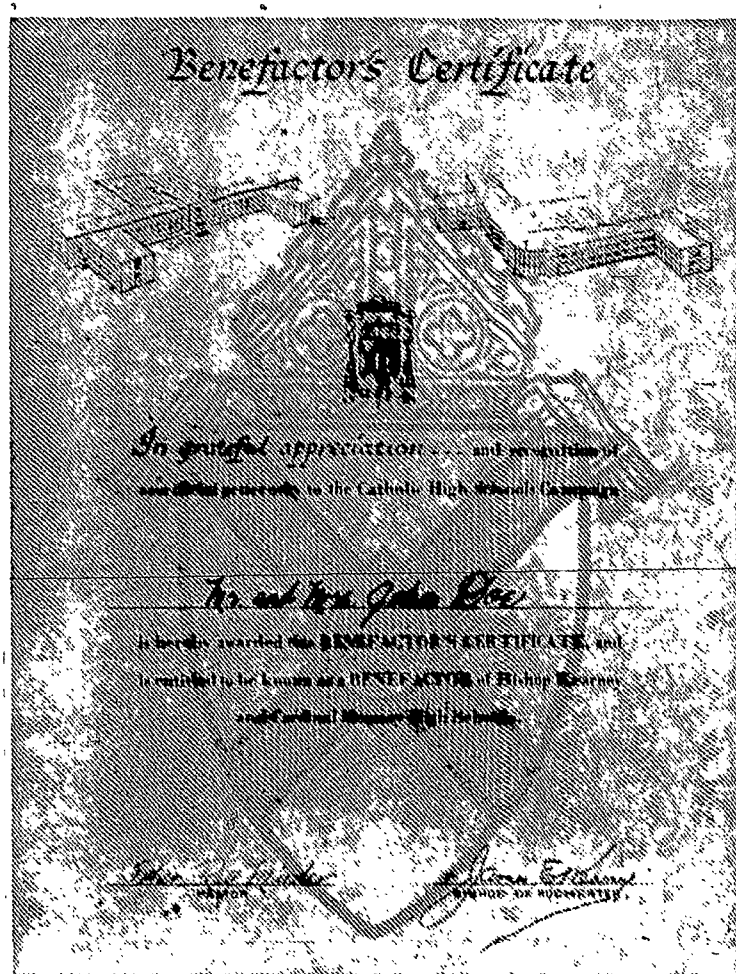 Benefactor's Certificate
In grateful appreciation ... and recognition of
generosity to the Catholic High Schools Campaign
Mr. and Mrs. John Doe
is hereby awarded this BENEFACTOR'S CERTIFICATE, and
is entitled to be known as a BENEFACTOR of Bishop Kearney
and Cardinal Mooney High Schools.
MAYOR
BISHOP OF ROCHESTER